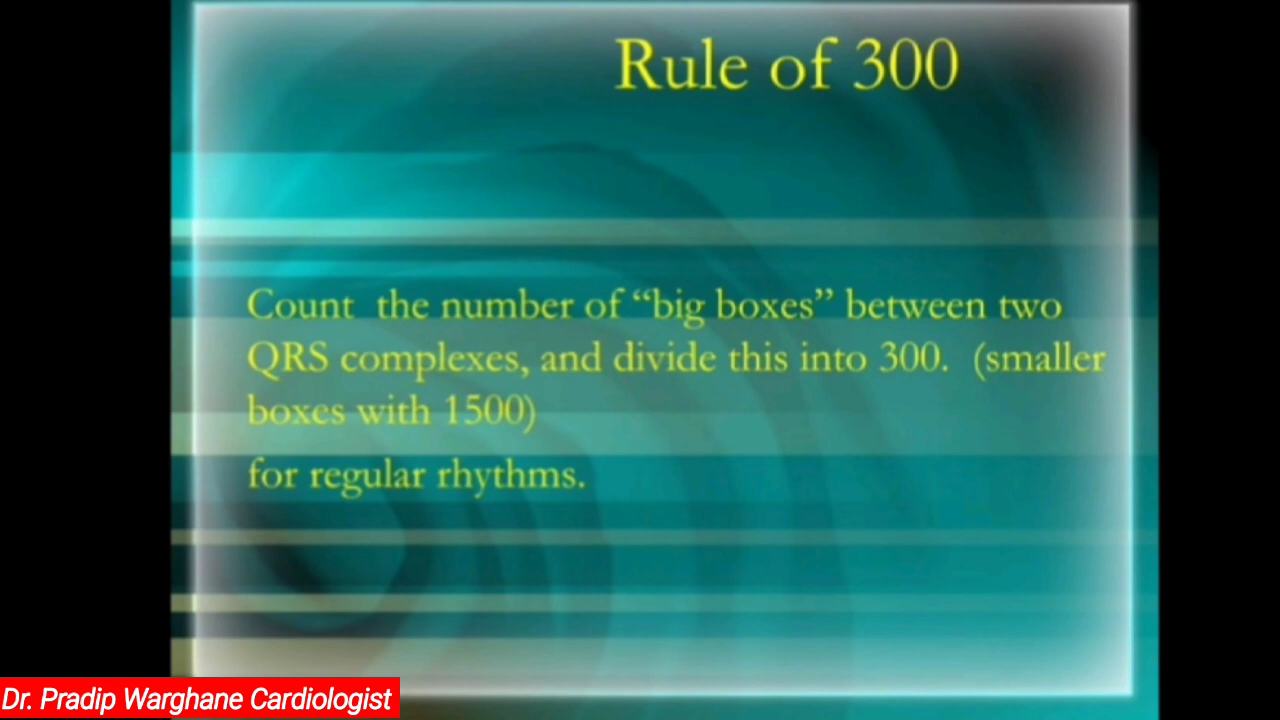 Rule of 300
Count the number of “big boxes” between two
QRS complexes, and divide this into 300. (smaller
boxes with 1500)
for regular rhythms.
Dr. Pradip Warghane Cardiologist